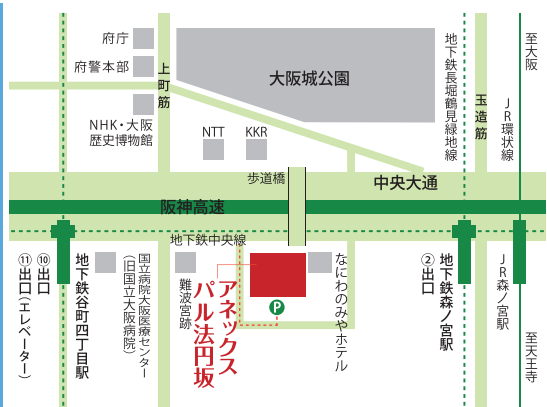 府庁
府警本部
NHK・大阪
歴史博物館
上町筋
大阪城公園
NTT
KKR
歩道橋
地下鉄長堀鶴見緑地線
玉造筋
JR環状線
至大阪
中央大通
阪神高速
地下鉄中央線
⑪出口(エレベーター)
⑩出口
地下鉄谷町四丁目駅
国立病院大阪医療センター
(旧国立大阪病院)
難波宮跡
アネックス
パル法円坂
P
なにわのみやホテル
②出口
地下鉄森ノ宮駅
JR森ノ宮駅
至天王寺